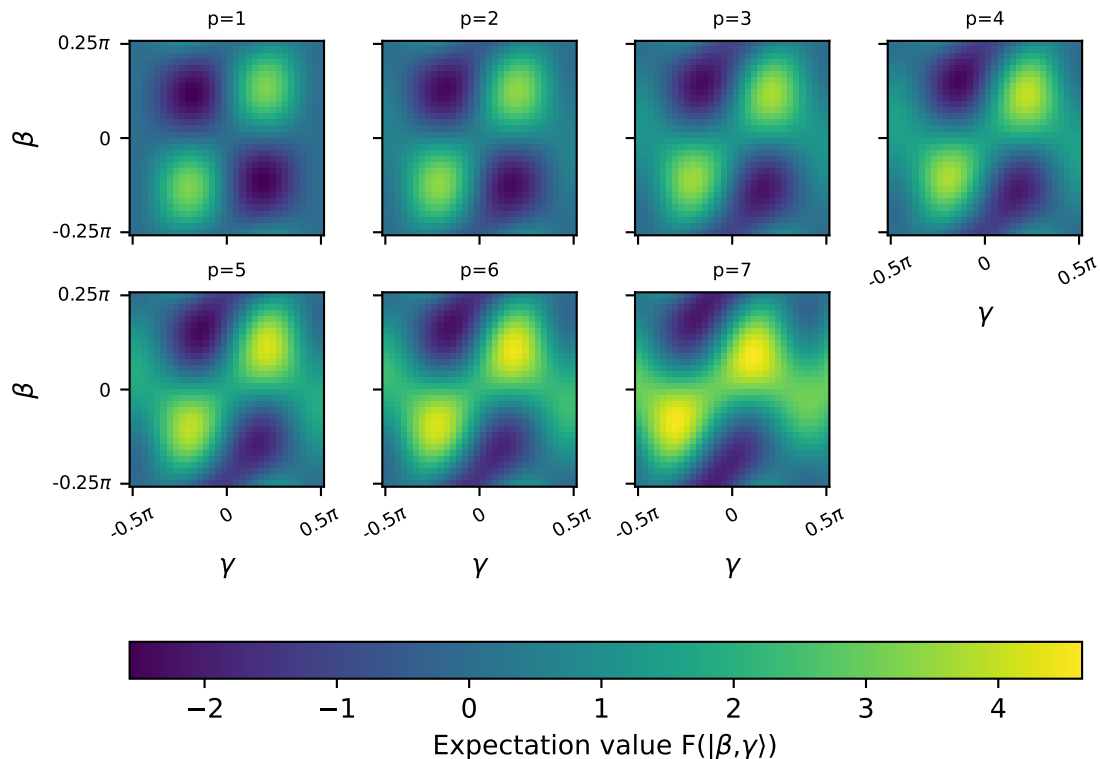 p=1 p=2 p=3 p=4
0.25π
β 0
-0.25π
-0.5π 0 0.5π
γ
p=5 p=6 p=7
0.25π
β 0
-0.25π
-0.5π 0 0.5π -0.5π 0 0.5π -0.5π 0 0.5π
γ γ γ
−2 −1 0 1 2 3 4
Expectation value F(|β,γ⟩)